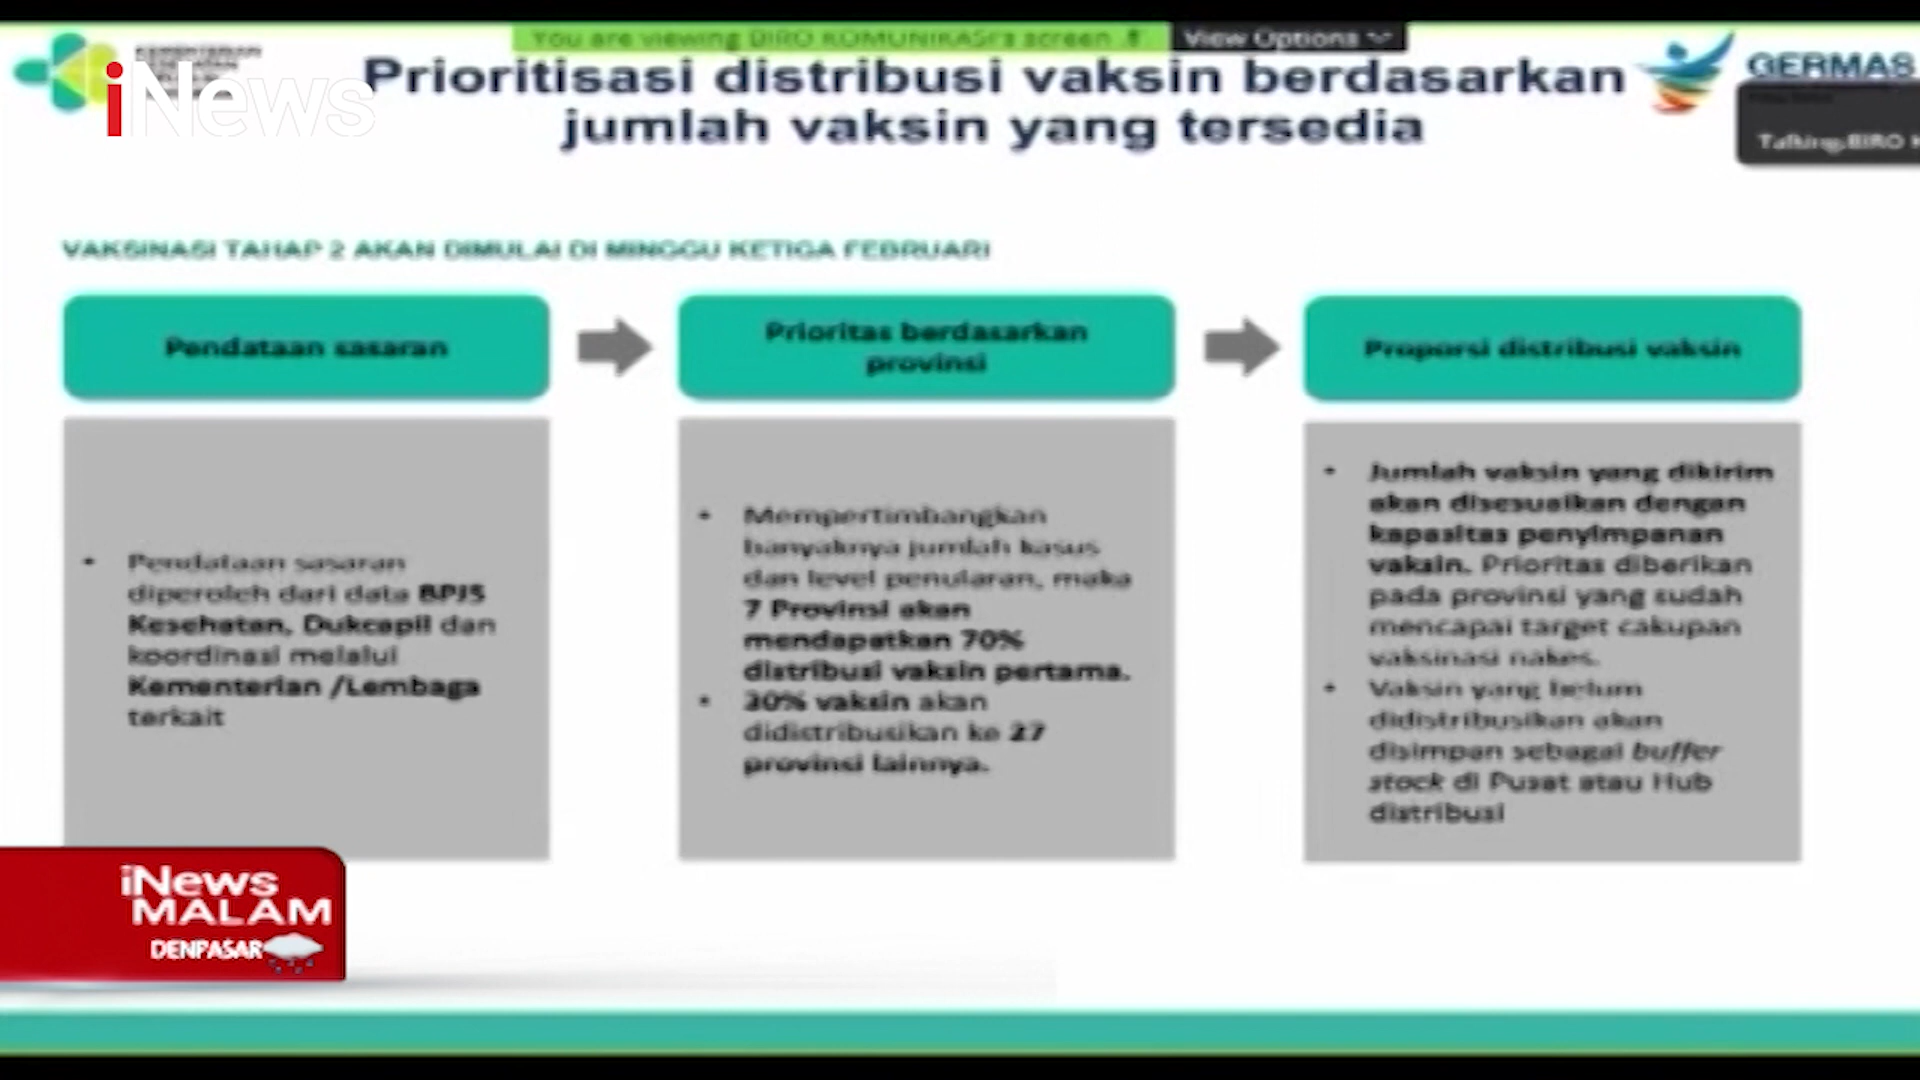 You are viewing BIRO KOMUNIKASI's screen
View Options
KEMENTERIAN
KESEHATAN
iNews
Prioritisasi distribusi vaksin berdasarkan
jumlah vaksin yang tersedia
GERMAS
Talking: BIRO
VAKSINASI TAHAP 2 AKAN DIMULAI DI MINGGU KETIGA FEBRUARI
Pendataan sasaran
• Pendataan sasaran
diperoleh dari data BPJS
Kesehatan, Dukcapil dan
koordinasi melalui
Kementerian /Lembaga
terkait
Prioritas berdasarkan
provinsi
• Mempertimbangkan
banyaknya jumlah kasus
dan level penularan, maka
7 Provinsi akan
mendapatkan 70%
distribusi vaksin pertama.
• 30% vaksin akan
didistribusikan ke 27
provinsi lainnya.
Proporsi distribusi vaksin
• Jumlah vaksin yang dikirim
akan disesuaikan dengan
kapasitas penyimpanan
vaksin. Prioritas diberikan
pada provinsi yang sudah
mencapai target cakupan
vaksinasi nakes.
• Vaksin yang belum
didistribusikan akan
disimpan sebagai buffer
stock di Pusat atau Hub
distribusi
iNews
MALAM
DENPASAR